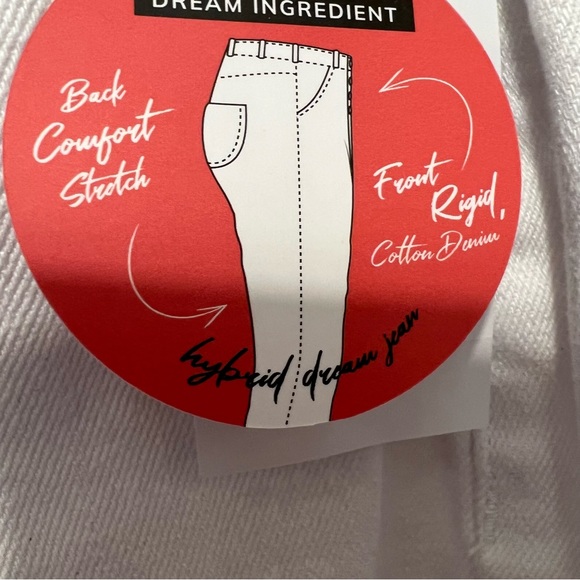 DREAM INGREDIENT
Back
Comfort
Stretch
Front
Rigid,
Cotton Denim
hybrid dream jean